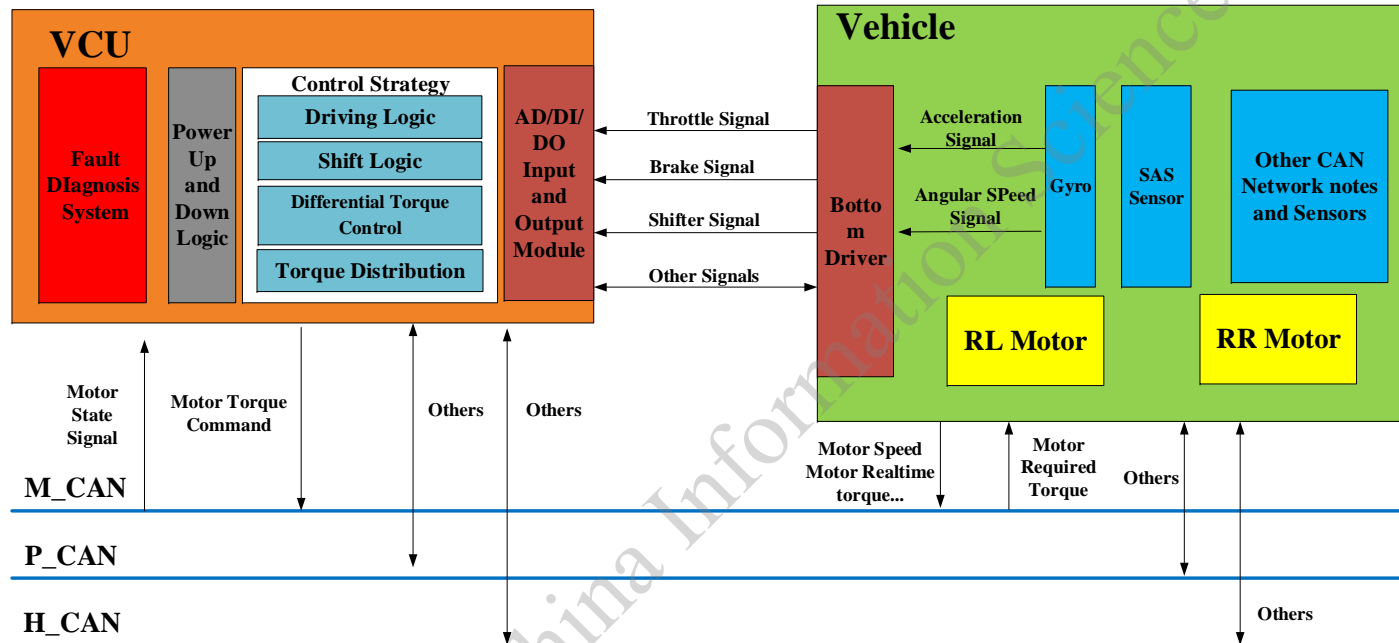 VCU
Fault
DIagnosis
System
Power
Up
and
Down
Logic
Control Strategy
Driving Logic
Shift Logic
Differential Torque
Control
Torque Distribution
AD/DI/
DO
Input
and
Output
Module
Throttle Signal
Brake Signal
Shifter Signal
Other Signals
Vehicle
Botto
m
Driver
Acceleration
Signal
Angular SPeed
Signal
Gyro
SAS
Sensor
Other CAN
Network notes
and Sensors
RL Motor
RR Motor
Motor
State
Signal
Motor Torque
Command
Others
Others
Motor Speed
Motor Realtime
torque...
Motor
Required
Torque
Others
Others
M_CAN
P_CAN
H_CAN
hina Information Science